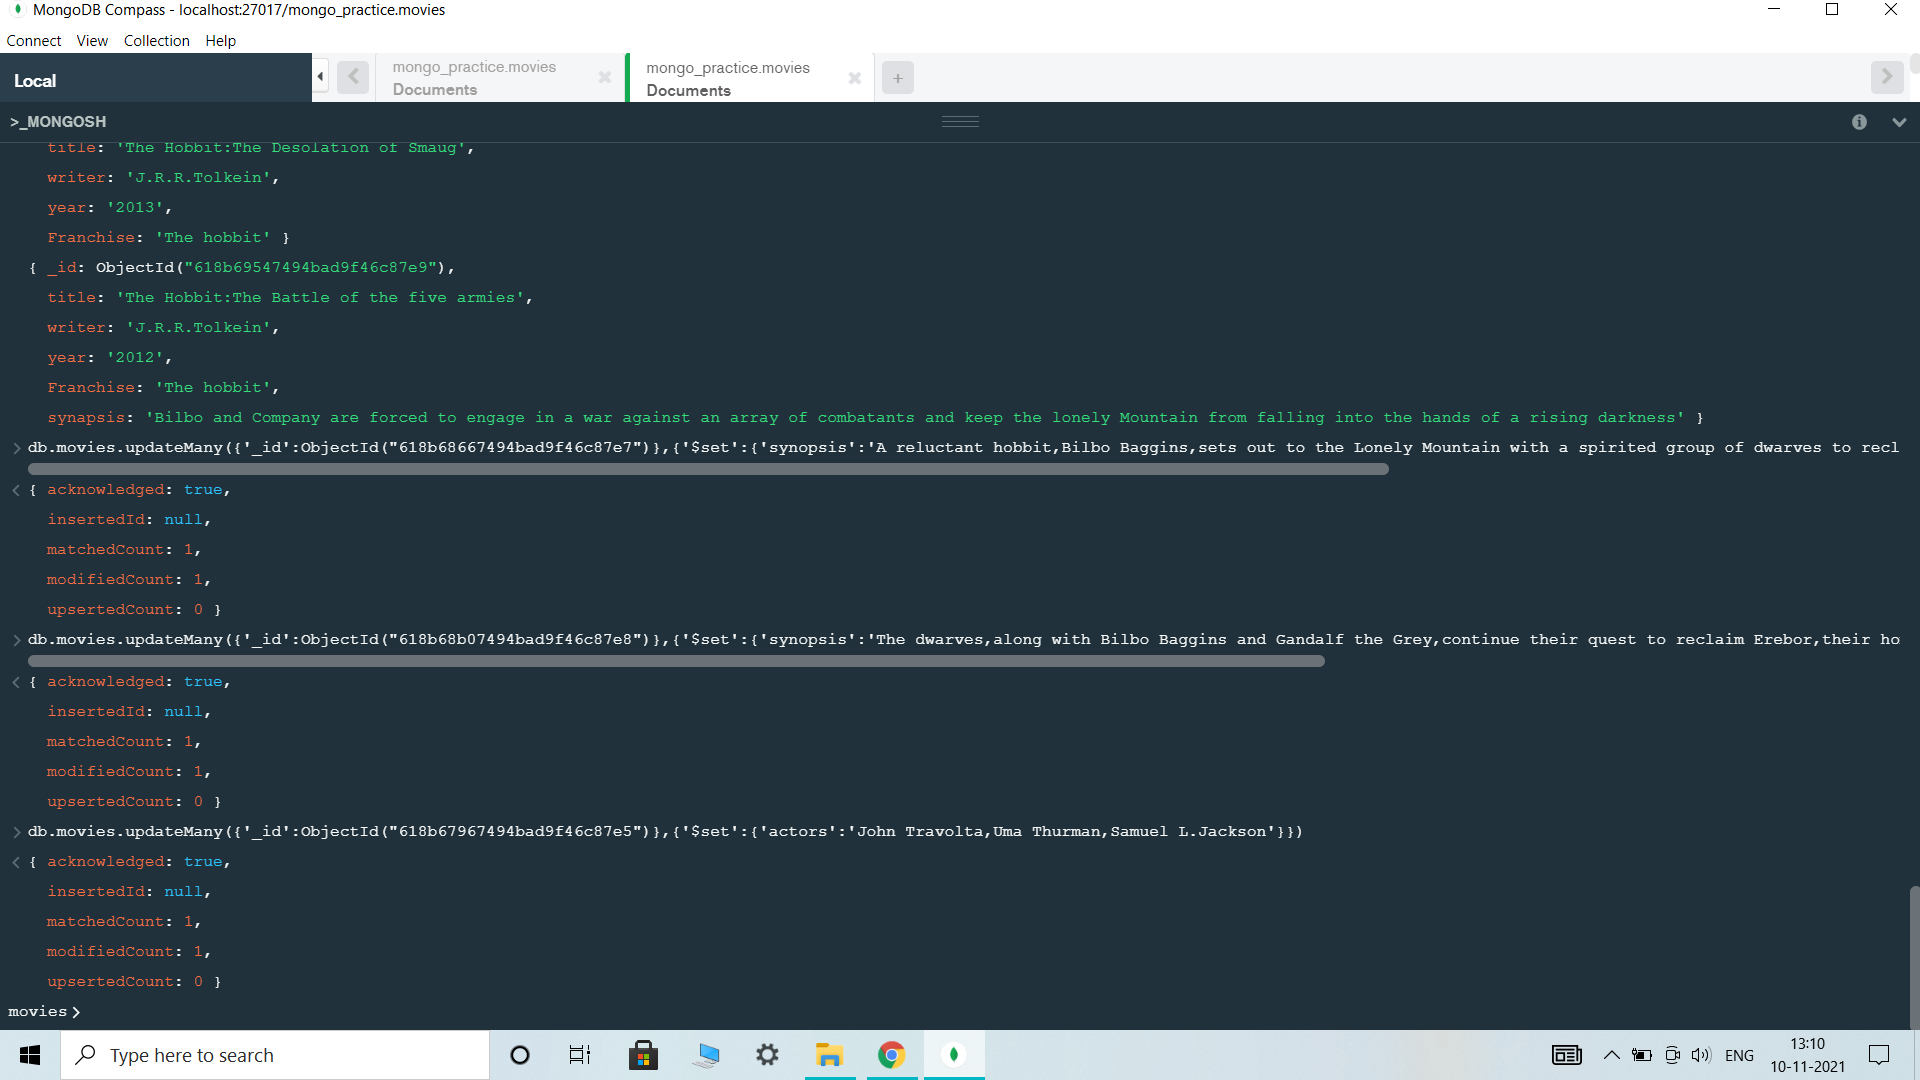 MongoDB Compass - localhost:27017/mongo_practice.movies
Connect View Collection Help
Local
mongo_practice.movies
Documents
mongo_practice.movies
Documents
+
>_MONGOSH
title: 'The Hobbit:The Desolation of Smaug',
writer: 'J.R.R.Tolkein',
year: '2013',
Franchise: 'The hobbit' }
{ _id: ObjectId("618b69547494bad9f46c87e9"),
title: 'The Hobbit:The Battle of the five armies',
writer: 'J.R.R.Tolkein',
year: '2012',
Franchise: 'The hobbit',
synapsis: 'Bilbo and Company are forced to engage in a war against an array of combatants and keep the lonely Mountain from falling into the hands of a rising darkness' }
> db.movies.updateMany({'_id':ObjectId("618b68667494bad9f46c87e7")},{'$set':{'synopsis':'A reluctant hobbit,Bilbo Baggins,sets out to the Lonely Mountain with a spirited group of dwarves to recl
< { acknowledged: true,
insertedId: null,
matchedCount: 1,
modifiedCount: 1,
upsertedCount: 0 }
> db.movies.updateMany({'_id':ObjectId("618b68b07494bad9f46c87e8")},{'$set':{'synopsis':'The dwarves,along with Bilbo Baggins and Gandalf the Grey,continue their quest to reclaim Erebor,their ho
< { acknowledged: true,
insertedId: null,
matchedCount: 1,
modifiedCount: 1,
upsertedCount: 0 }
> db.movies.updateMany({'_id':ObjectId("618b67967494bad9f46c87e5")},{'$set':{'actors':'John Travolta,Uma Thurman,Samuel L.Jackson'}})
< { acknowledged: true,
insertedId: null,
matchedCount: 1,
modifiedCount: 1,
upsertedCount: 0 }
movies >
Type here to search
ENG
13:10
10-11-2021